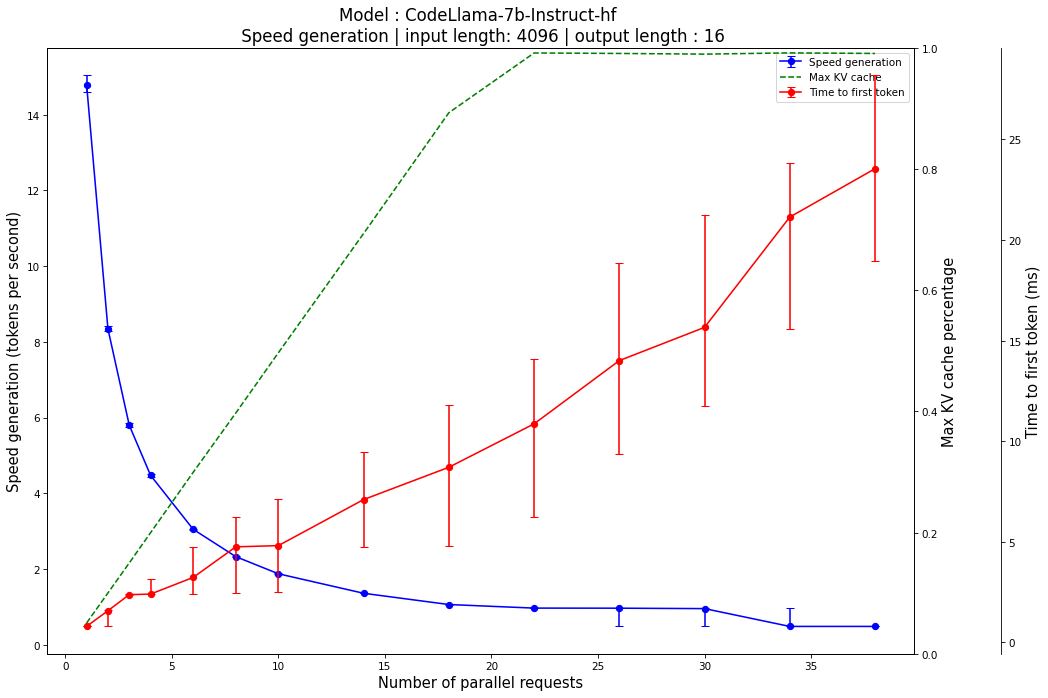 Model : CodeLlama-7b-Instruct-hf
Speed generation | input length: 4096 | output length : 16
Speed generation
Max KV cache
Time to first token
Speed generation (tokens per second)
14
12
10
8
6
4
2
0
1.0
0.8
0.6
0.4
0.2
0.0
Max KV cache percentage
25
20
15
10
5
0
Time to first token (ms)
0 5 10 15 20 25 30 35
Number of parallel requests